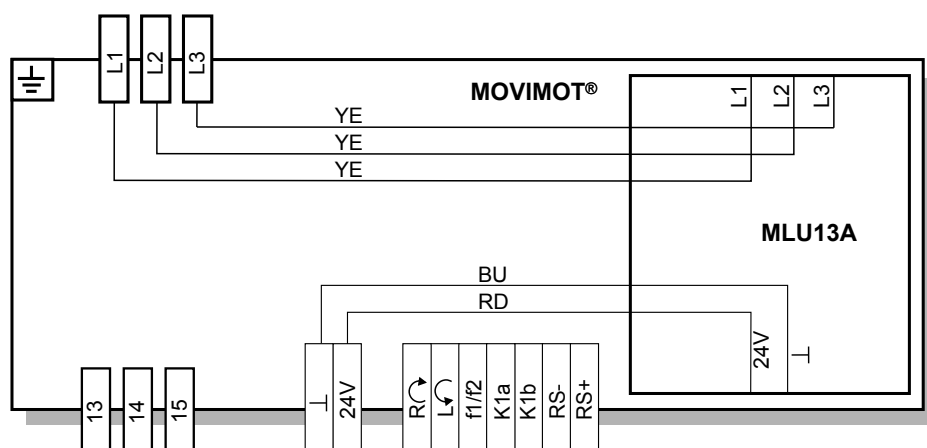 L1
L2
L3
MOVIMOT®
L1
L2
L3
YE
YE
YE
MLU13A
BU
RD
24V
⊥
13
14
15
⊥
24V
R
L
f1/f2
K1a
K1b
RS-
RS+